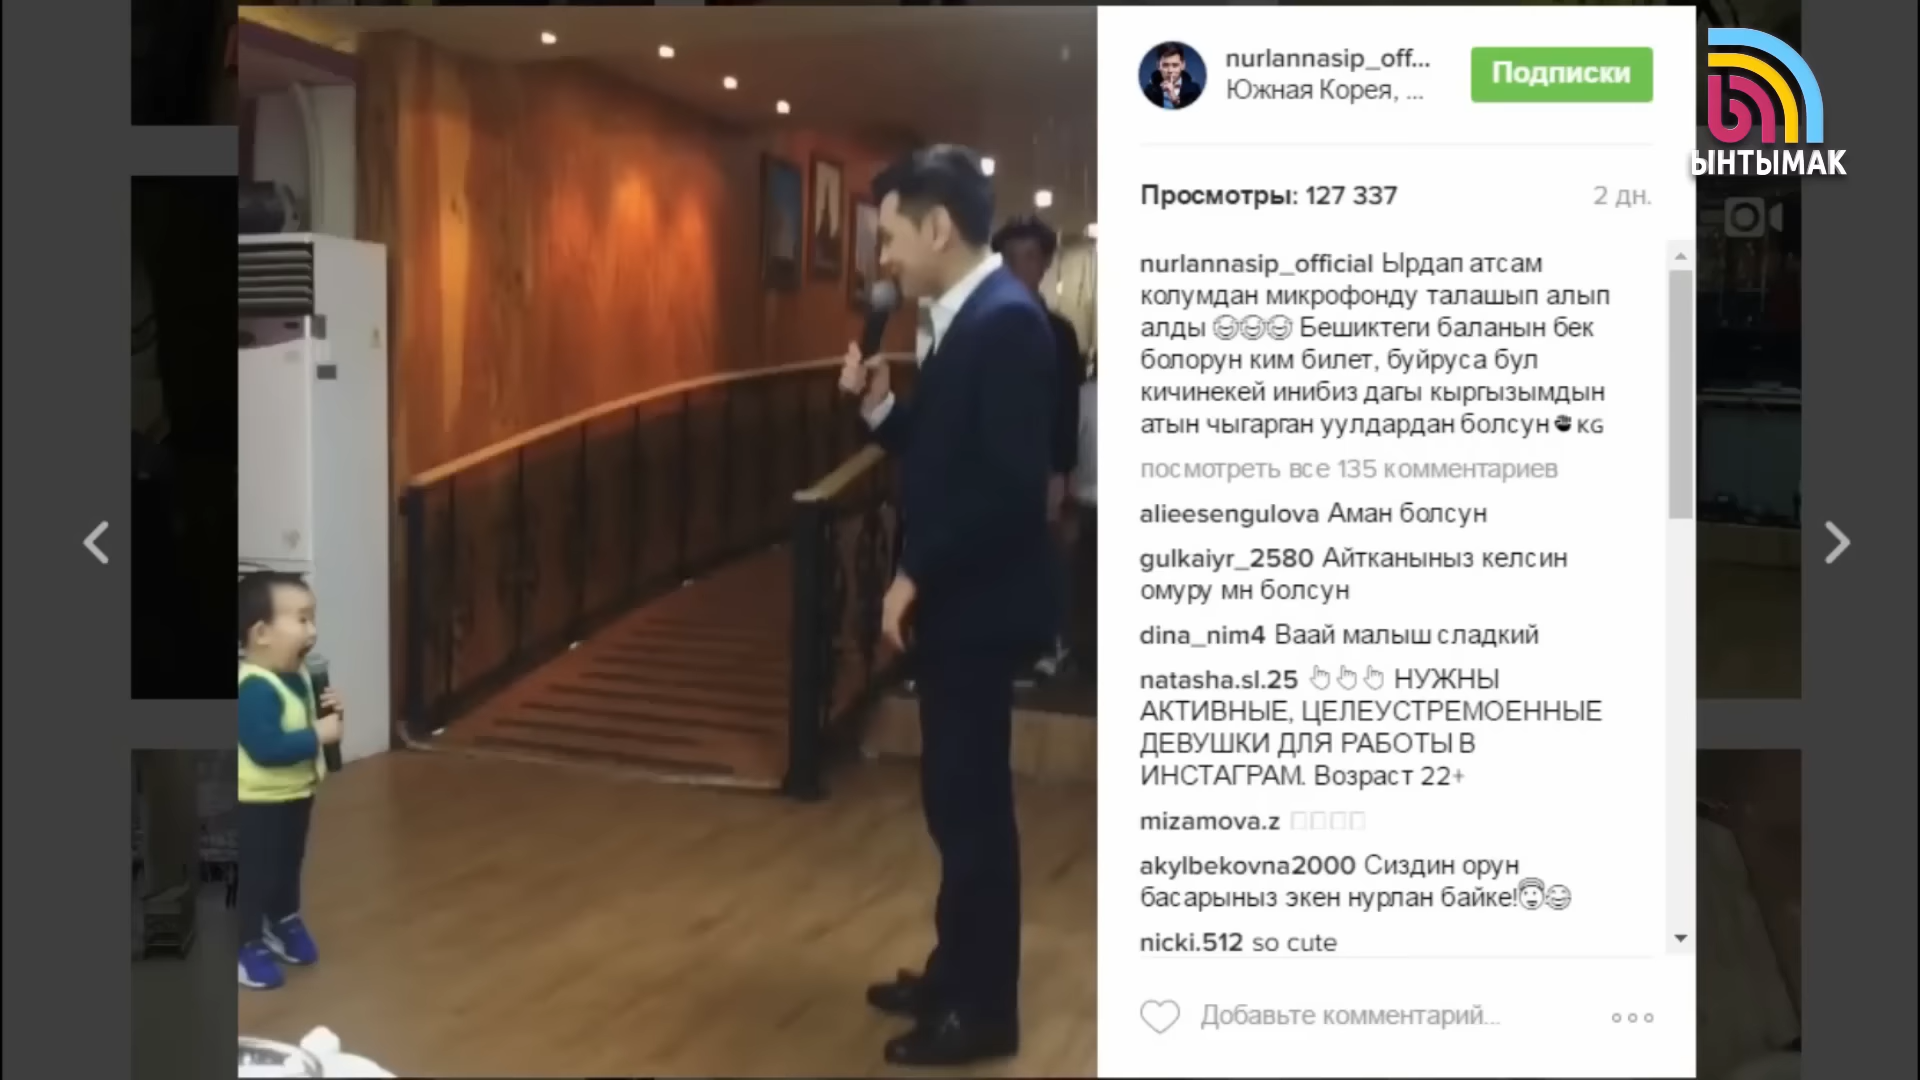 nurlannasip_off...
Южная Корея, ...
Подписки
ЫНТЫМАК
Просмотры: 127 337
2 дн.
nurlannasip_official Ырдап атсам
колумдан микрофонду талашып алып
алды 😂😂😂 Бешиктеги баланын бек
болорун ким билет, буйруса бул
кичинекей инибиз дагы кыргызымдын
атын чыгарган уулдардан болсун KG
посмотреть все 135 комментариев
alieesengulova Аман болсун
gulkaiyr_2580 Айтканыныз келсин
омуру мн болсун
dina_nim4 Ваай малыш сладкий
natasha.sl.25 👆👆👆 НУЖНЫ
АКТИВНЫЕ, ЦЕЛЕУСТРЕМОЕННЫЕ
ДЕВУШКИ ДЛЯ РАБОТЫ В
ИНСТАГРАМ. Возраст 22+
mizamova.z
akylbekovna2000 Сиздин орун
басарыныз экен нурлан байке!😇😂
nicki.512 so cute
Добавьте комментарий...